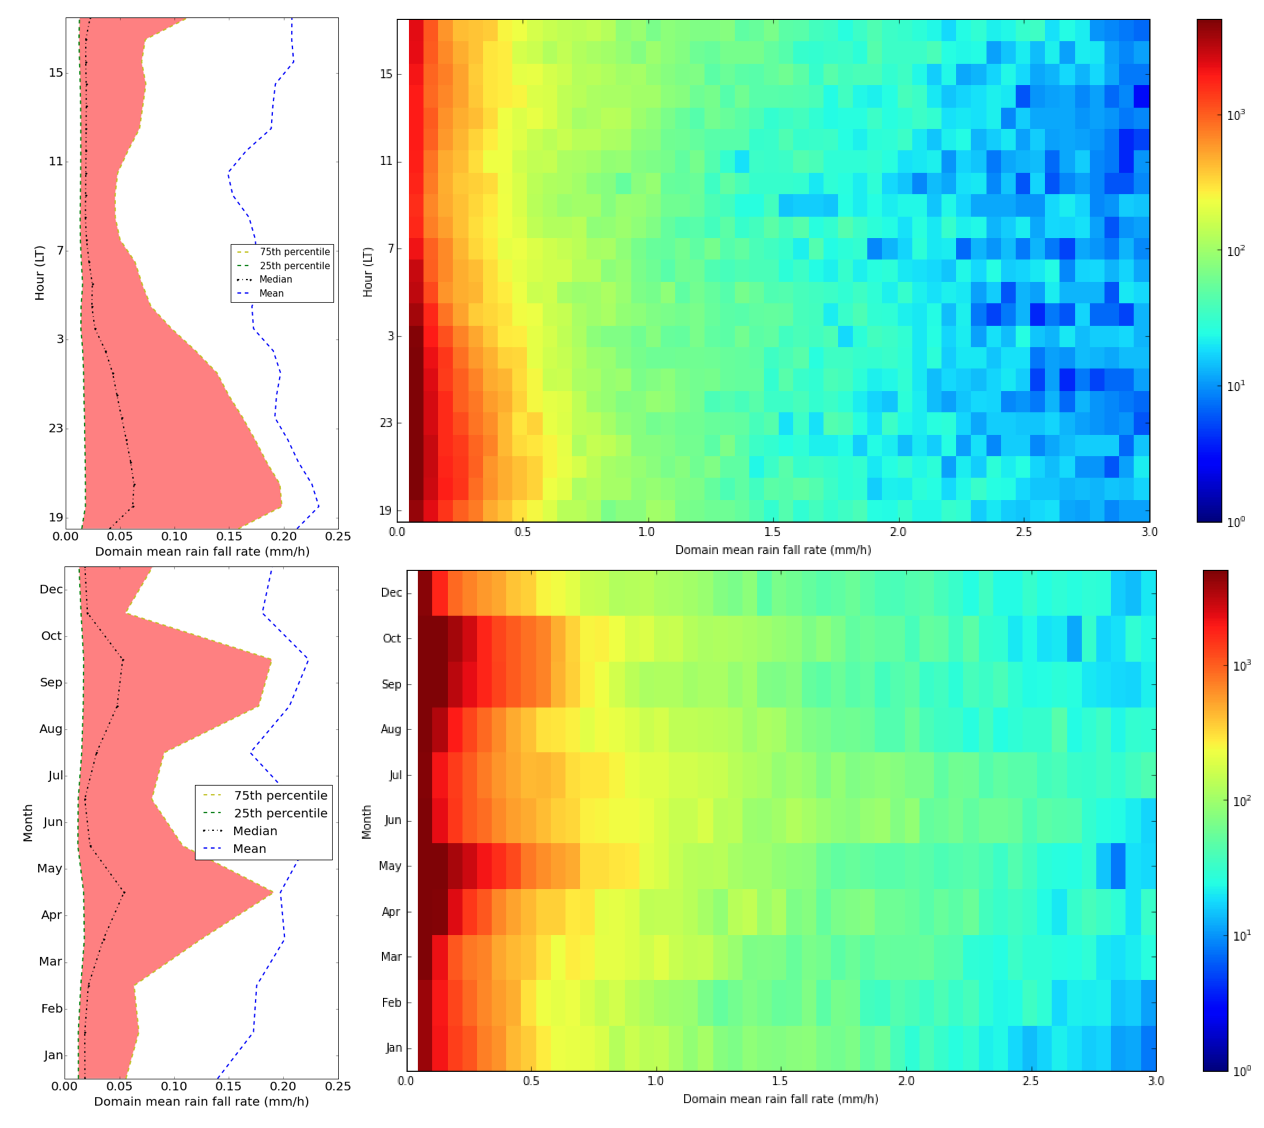 15
11
7
3
23
19
Hour (LT)
0.00 0.05 0.10 0.15 0.20 0.25
Domain mean rain fall rate (mm/h)
75th percentile
25th percentile
Median
Mean
15
11
7
3
23
19
Hour (LT)
0.0 0.5 1.0 1.5 2.0 2.5 3.0
Domain mean rain fall rate (mm/h)
10³
10²
10¹
10⁰
Dec
Oct
Sep
Aug
Jul
Jun
May
Apr
Mar
Feb
Jan
Month
0.00 0.05 0.10 0.15 0.20 0.25
Domain mean rain fall rate (mm/h)
75th percentile
25th percentile
Median
Mean
Dec
Oct
Sep
Aug
Jul
Jun
May
Apr
Mar
Feb
Jan
Month
0.0 0.5 1.0 1.5 2.0 2.5 3.0
Domain mean rain fall rate (mm/h)
10³
10²
10¹
10⁰